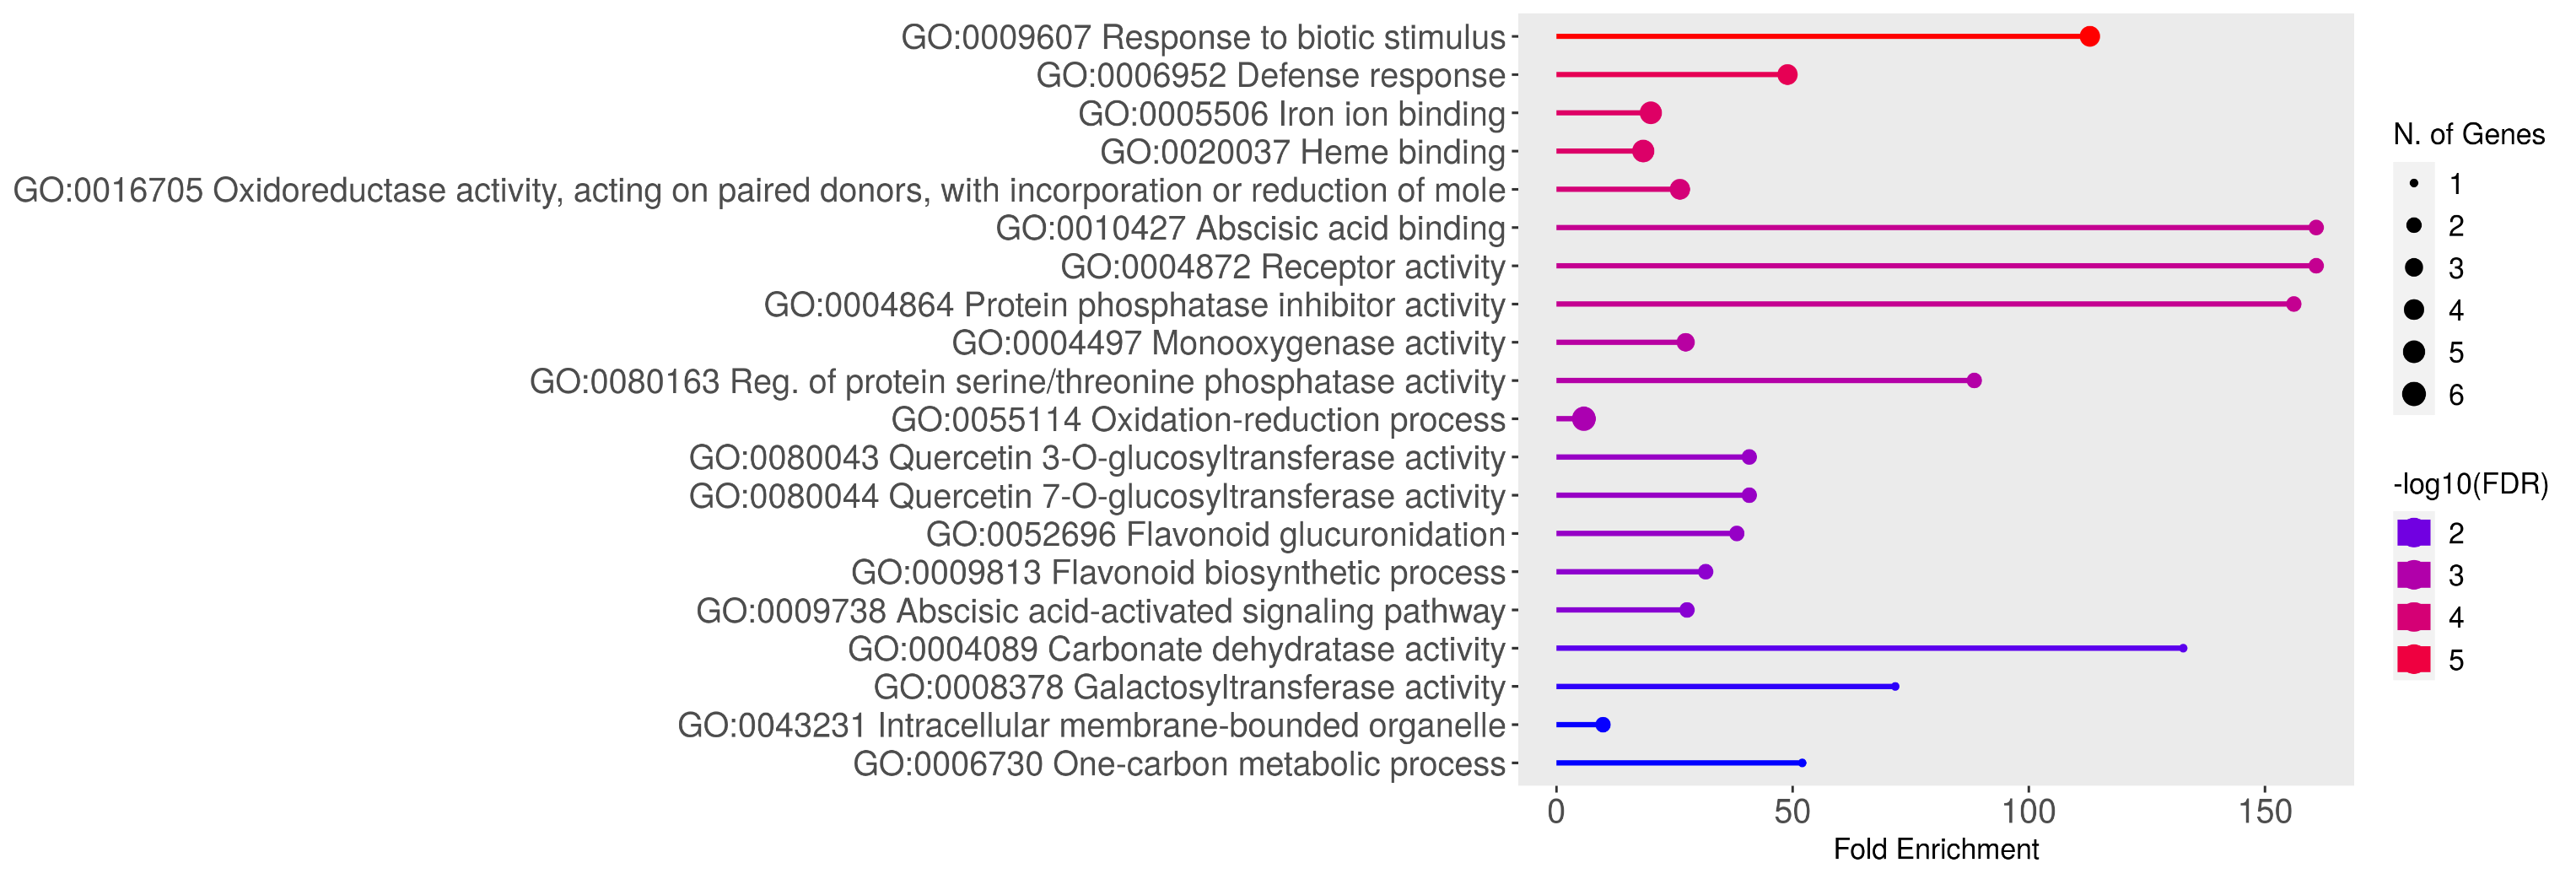 GO:0009607 Response to biotic stimulus
GO:0006952 Defense response
GO:0005506 Iron ion binding
GO:0020037 Heme binding
GO:0016705 Oxidoreductase activity, acting on paired donors, with incorporation or reduction of mole
GO:0010427 Abscisic acid binding
GO:0004872 Receptor activity
GO:0004864 Protein phosphatase inhibitor activity
GO:0004497 Monooxygenase activity
GO:0080163 Reg. of protein serine/threonine phosphatase activity
GO:0055114 Oxidation-reduction process
GO:0080043 Quercetin 3-O-glucosyltransferase activity
GO:0080044 Quercetin 7-O-glucosyltransferase activity
GO:0052696 Flavonoid glucuronidation
GO:0009813 Flavonoid biosynthetic process
GO:0009738 Abscisic acid-activated signaling pathway
GO:0004089 Carbonate dehydratase activity
GO:0008378 Galactosyltransferase activity
GO:0043231 Intracellular membrane-bounded organelle
GO:0006730 One-carbon metabolic process
0 50 100 150
Fold Enrichment
N. of Genes
1
2
3
4
5
6
-log10(FDR)
2
3
4
5